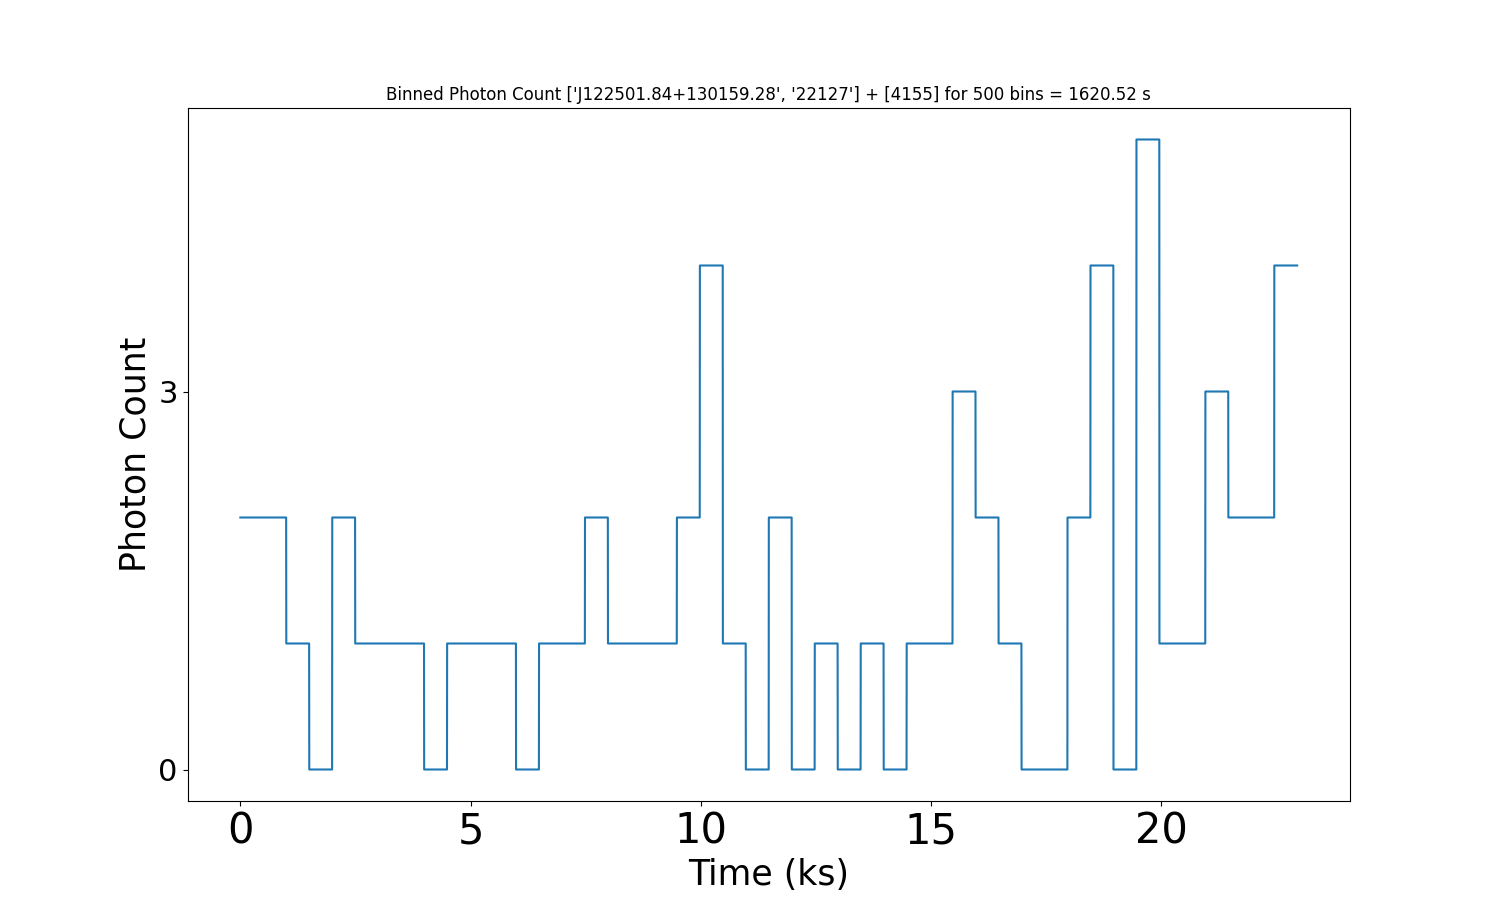 Binned Photon Count ['J122501.84+130159.28', '22127'] + [4155] for 500 bins = 1620.52 s
Photon Count
3
0
0 5 10 15 20
Time (ks)